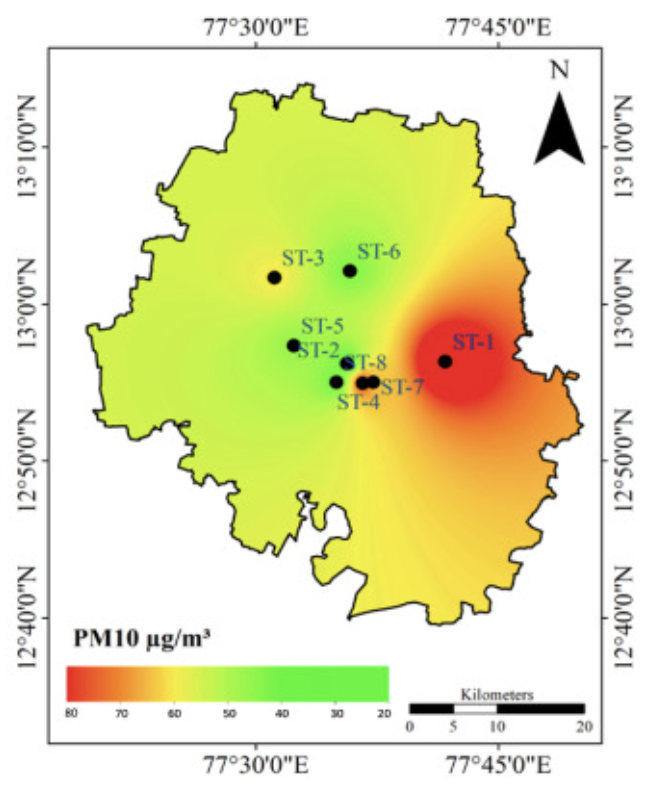 77°30'0"E 77°45'0"E
N
13°10'0"N 13°10'0"N
ST-3 ST-6
13°0'0"N 13°0'0"N
ST-5
ST-1
ST-2
ST-8
ST-7
ST-4
12°50'0"N 12°50'0"N
12°40'0"N 12°40'0"N
PM10 µg/m³
Kilometers
80 70 60 50 40 30 20
0 5 10 20
77°30'0"E 77°45'0"E